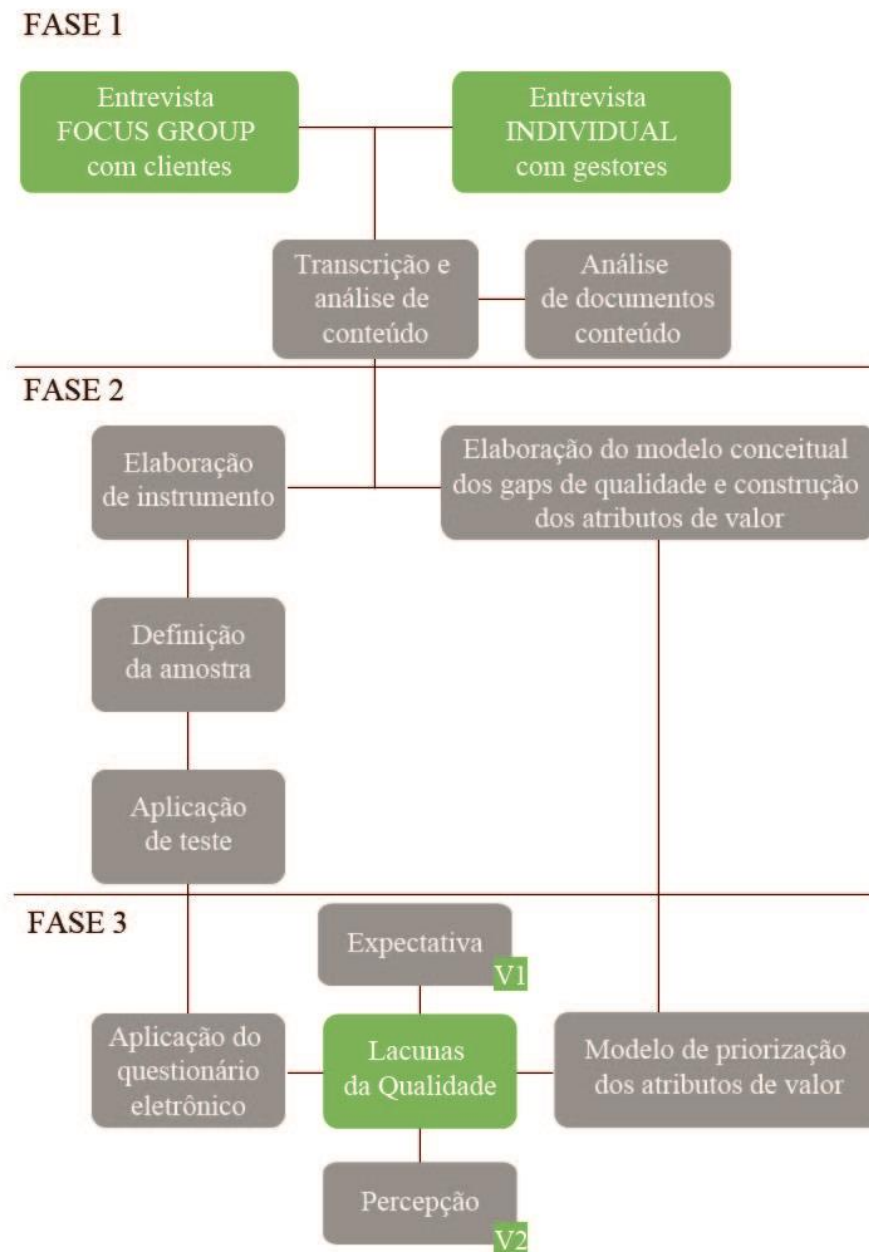 FASE 1
Entrevista
FOCUS GROUP
com clientes
Entrevista
INDIVIDUAL
com gestores
Transcrição e
análise de
conteúdo
Análise
de documentos
conteúdo
FASE 2
Elaboração
de instrumento
Elaboração do modelo conceitual
dos gaps de qualidade e construção
dos atributos de valor
Definição
da amostra
Aplicação
de teste
FASE 3
Expectativa
V1
Aplicação do
questionário
eletrônico
Lacunas
da Qualidade
Modelo de priorização
dos atributos de valor
Percepção
V2